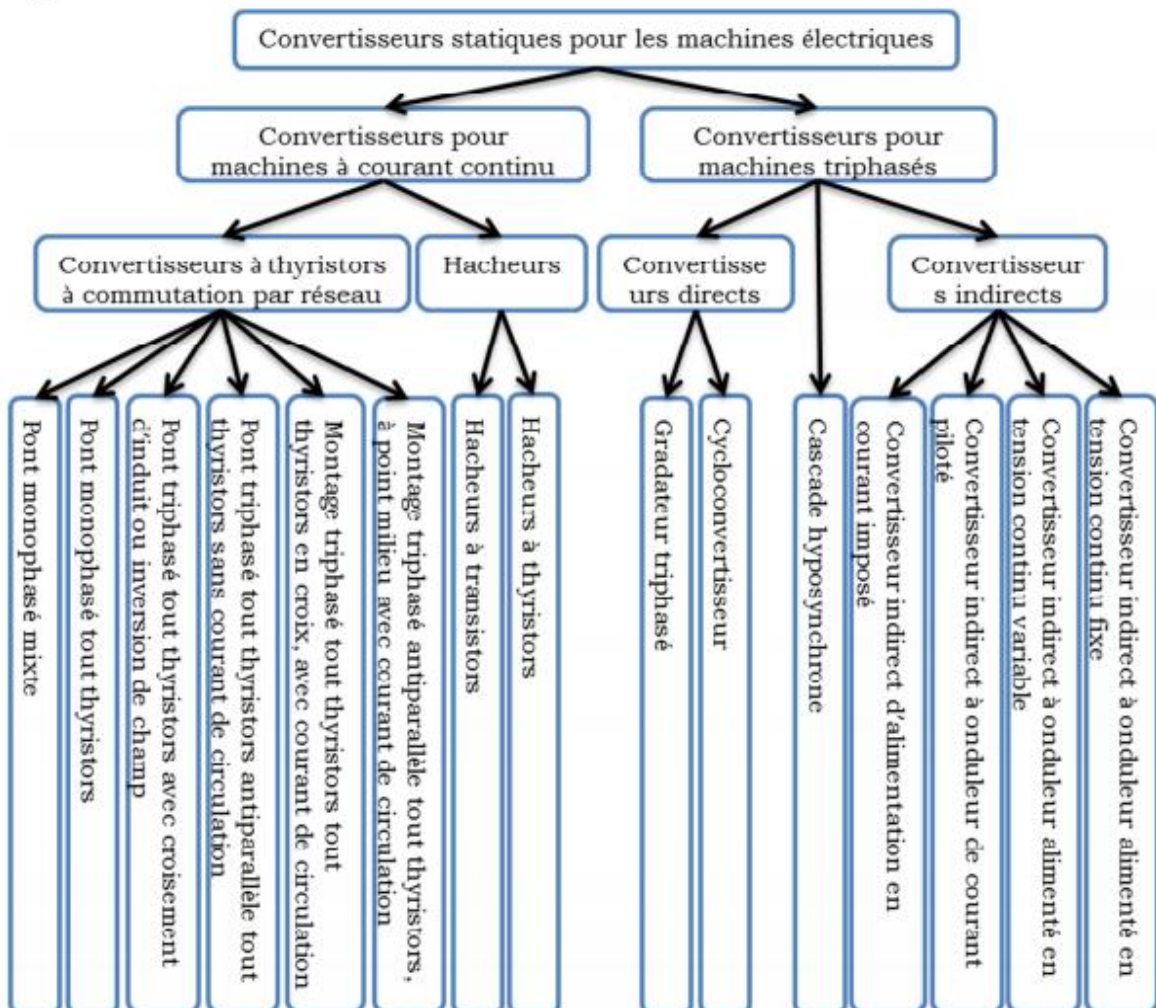 Convertisseurs statiques pour les machines électriques
Convertisseurs pour
machines à courant continu
Convertisseurs pour
machines triphasés
Convertisseurs à thyristors
à commutation par réseau
Hacheurs
Convertisse
urs directs
Convertisseur
s indirects
Pont monophasé mixte
Pont monophasé tout thyristors
Pont triphasé tout thyristors avec croisement
d'induit ou inversion de champ
Pont triphasé tout thyristors antiparallèle tout
thyristors sans courant de circulation
Montage triphasé tout thyristors tout
thyristors en croix, avec courant de circulation
Montage triphasé antiparallèle tout thyristors,
à point milieu avec courant de circulation
Hacheurs à transistors
Hacheurs à thyristors
Gradateur triphasé
Cycloconvertisseur
Cascade hyposynchrone
Convertisseur indirect d'alimentation en
courant imposé
Convertisseur indirect à onduleur de courant
piloté
Convertisseur indirect à onduleur alimenté en
tension continu variable
Convertisseur indirect à onduleur alimenté en
tension continu fixe